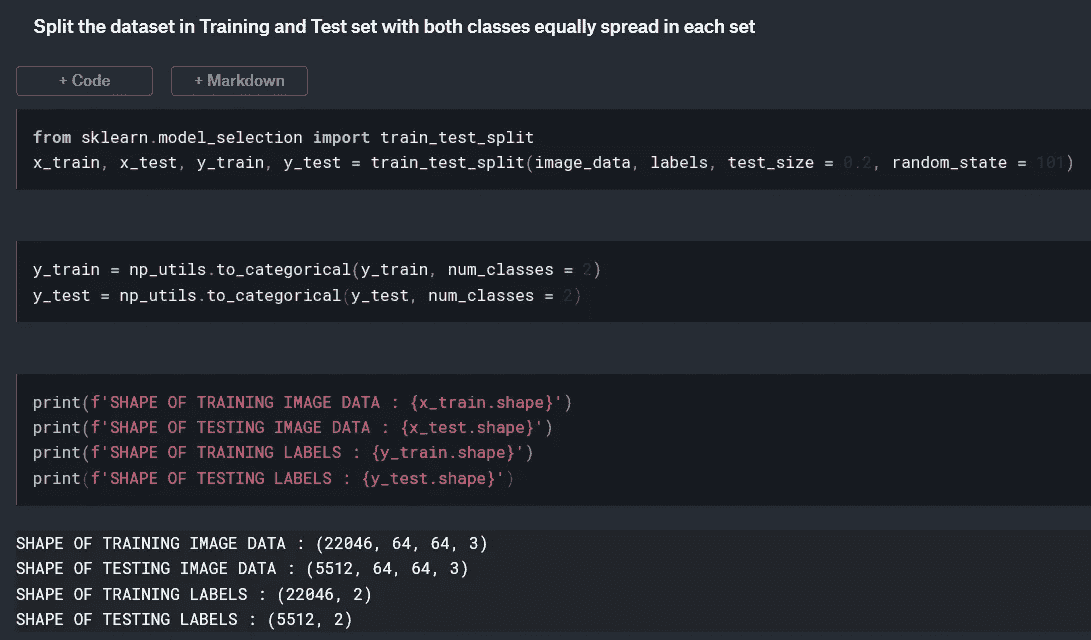 Split the dataset in Training and Test set with both classes equally spread in each set
+ Code + Markdown
from sklearn.model_selection import train_test_split
x_train, x_test, y_train, y_test = train_test_split(image_data, labels, test_size = 0.2, random_state = 101)
y_train = np_utils.to_categorical(y_train, num_classes = 2)
y_test = np_utils.to_categorical(y_test, num_classes = 2)
print(f'SHAPE OF TRAINING IMAGE DATA : {x_train.shape}')
print(f'SHAPE OF TESTING IMAGE DATA : {x_test.shape}')
print(f'SHAPE OF TRAINING LABELS : {y_train.shape}')
print(f'SHAPE OF TESTING LABELS : {y_test.shape}')
SHAPE OF TRAINING IMAGE DATA : (22046, 64, 64, 3)
SHAPE OF TESTING IMAGE DATA : (5512, 64, 64, 3)
SHAPE OF TRAINING LABELS : (22046, 2)
SHAPE OF TESTING LABELS : (5512, 2)